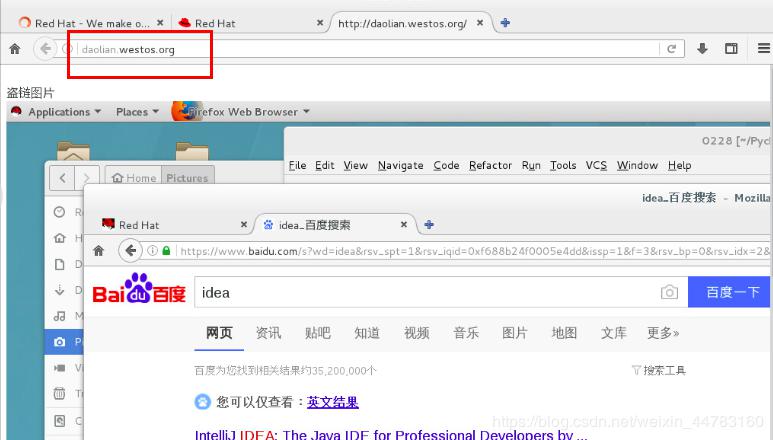 Red Hat - We make o... × Red Hat × http://daolian.westos.org/ ×
daolian.westos.org
盗链图片
Applications Places Firefox Web Browser
0228 [~/Pych
File Edit View Navigate Code Refactor Run Tools VCS Window Help
Home Pictures
idea_百度搜索 - Mozilla
Red Hat × idea_百度搜索 ×
https://www.baidu.com/s?wd=idea&rsv_spt=1&rsv_iqid=0xf688b24f0005e4dd&issp=1&f=3&rsv_bp=0&rsv_idx=2&
Bai du 百度 idea 百度一下
网页 资讯 贴吧 知道 视频 音乐 图片 地图 文库 更多»
百度为您找到相关结果约35,200,000个 搜索工具
您可以仅查看：英文结果
IntelliJ IDEA: The Java IDE for Professional Developers by ...
https://blog.csdn.net/weixin_44783160